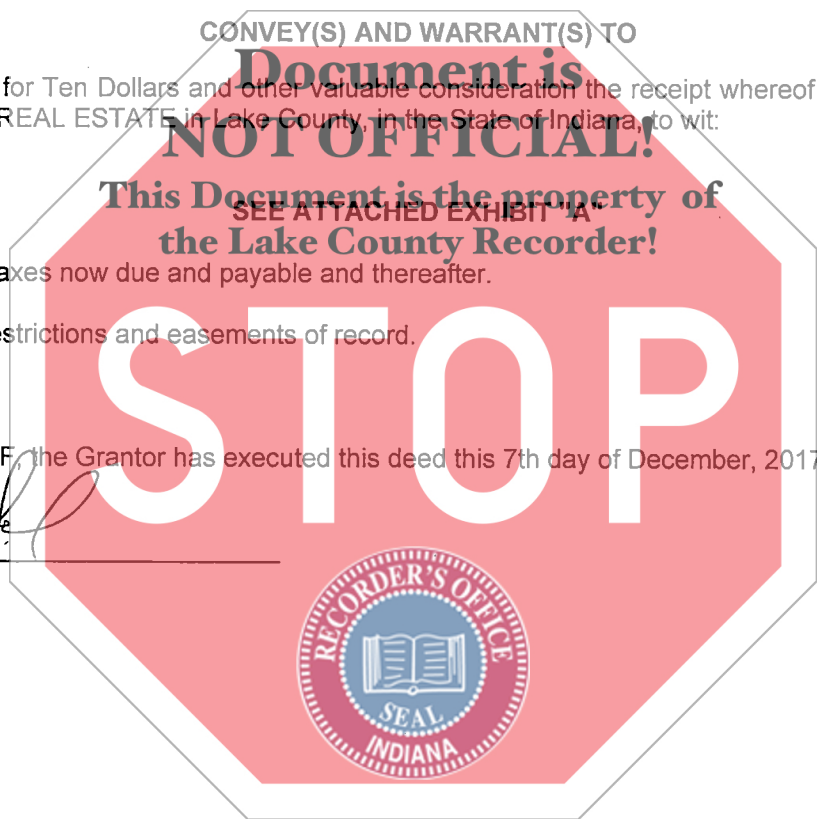 CONVEY(S) AND WARRANT(S) TO
Document is
for Ten Dollars and other valuable consideration the receipt whereof
REAL ESTATE in Lake County, in the State of Indiana, to wit:
NOT OFFICIAL!
This Document is the property of
SEE ATTACHED EXHIBIT "A"
the Lake County Recorder!
axes now due and payable and thereafter.
estrictions and easements of record.
STOP
F, the Grantor has executed this deed this 7th day of December, 2017
RECORDER'S OFFICE
SEAL
INDIANA